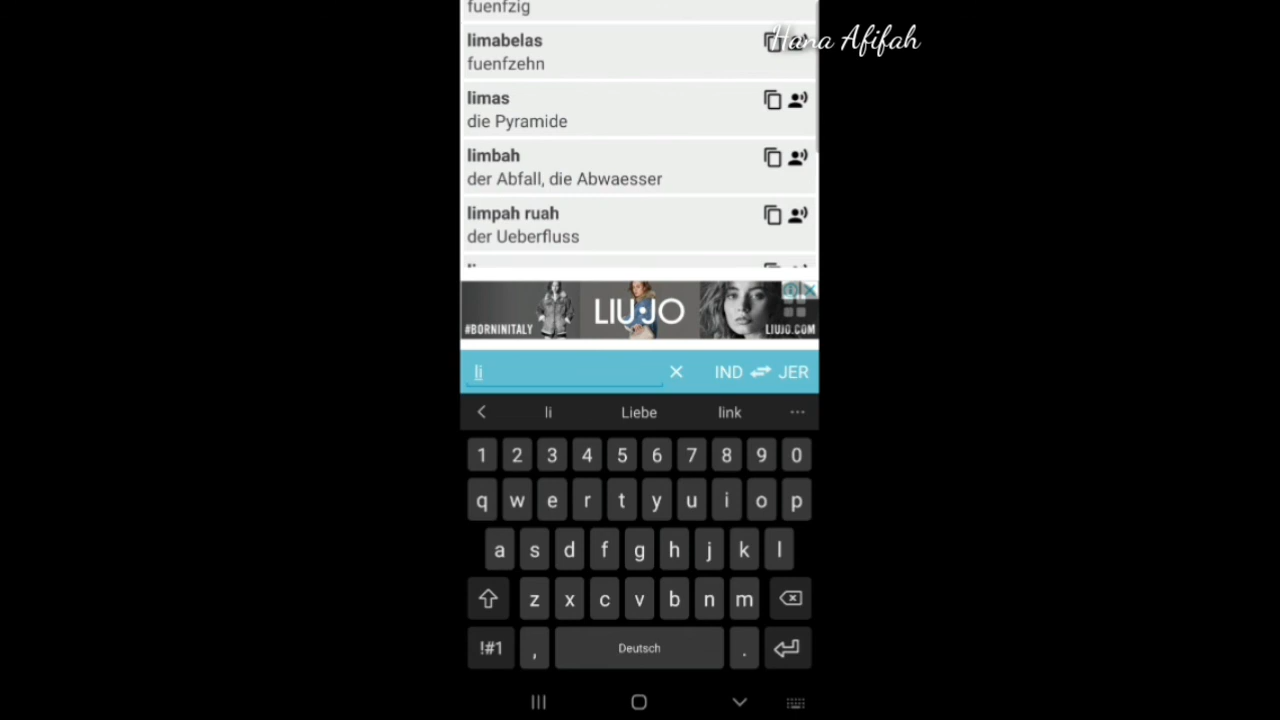 fuenfzig
Hana Afifah
limabelas
fuenfzehn
limas
die Pyramide
limbah
der Abfall, die Abwaesser
limpah ruah
der Ueberfluss
#BORNINITALY
LIU·JO
LIUJO.COM
li
IND
JER
li
Liebe
link
1 2 3 4 5 6 7 8 9 0
q w e r t y u i o p
a s d f g h j k l
z x c v b n m
!#1 , Deutsch .